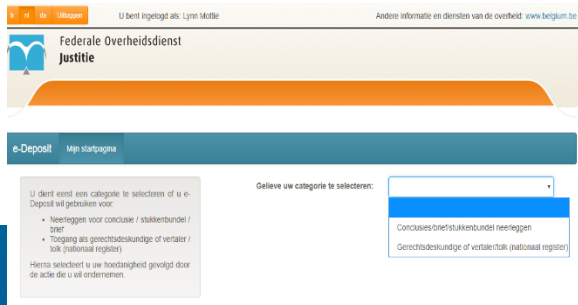 nl de Uitloggen U bent ingelogd als: Lynn Mottie Andere informatie en diensten van de overheid: www.belgium.be
Federale Overheidsdienst
Justitie
e-Deposit Mijn startpagina
Gelieve uw categorie te selecteren:
U dient eerst een categorie te selecteren of u e-
Deposit wil gebruiken voor:
• Neerleggen voor conclusie / stukkenbundel /
brief
• Toegang als gerechtsdeskundige of vertaler /
tolk (nationaal register)
Hierna selecteert u uw hoedanigheid gevolgd door
de actie die u wil ondernemen.
Conclusies/brief/stukkenbundel neerleggen
Gerechtsdeskundige of vertaler/tolk (nationaal register)